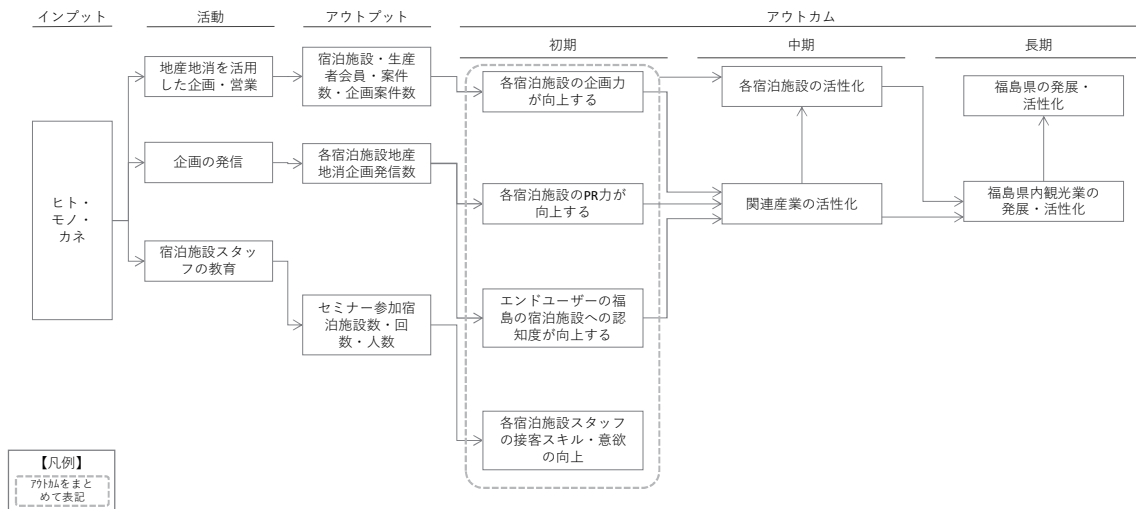 インプット
活動
アウトプット
アウトカム
初期
中期
長期
ヒト・
モノ・
カネ
地産地消を活用
した企画・営業
企画の発信
宿泊施設スタッ
フの教育
宿泊施設・生産
者会員・案件
数・企画案件数
各宿泊施設地産
地消企画発信数
セミナー参加宿
泊施設数・回
数・人数
各宿泊施設の企画力
が向上する
各宿泊施設のPR力が
向上する
エンドユーザーの福
島の宿泊施設への認
知度が向上する
各宿泊施設スタッフ
の接客スキル・意欲
の向上
各宿泊施設の活性化
関連産業の活性化
福島県の発展・
活性化
福島県内観光業の
発展・活性化
【凡例】
アウトカムをまと
めて表記